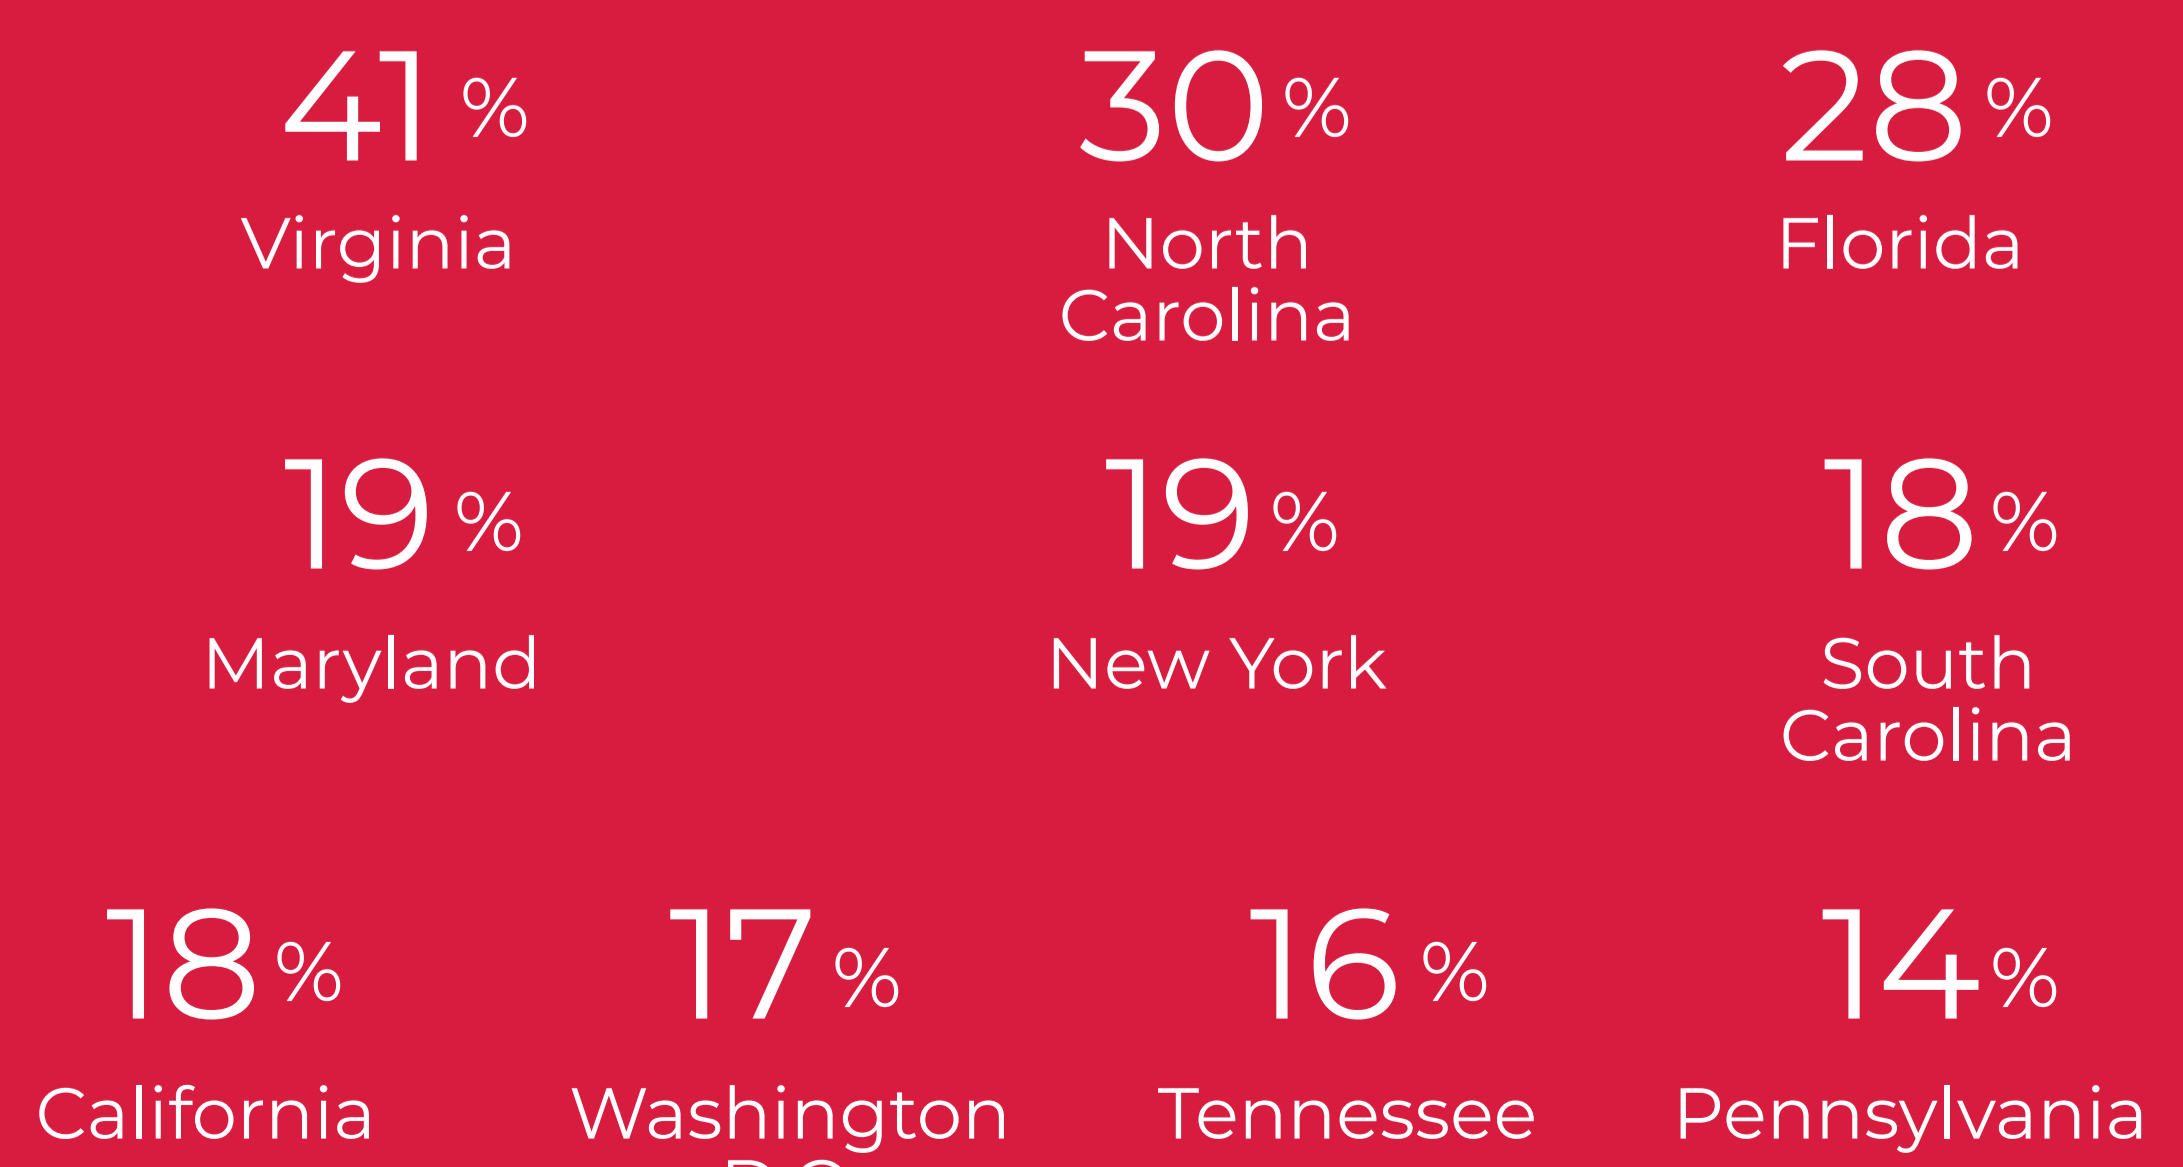 41 % 30 % 28 %
Virginia North Florida
Carolina
19 % 19 % 18 %
Maryland New York South
Carolina
18 % 17 % 16 % 14 %
California Washington Tennessee Pennsylvania